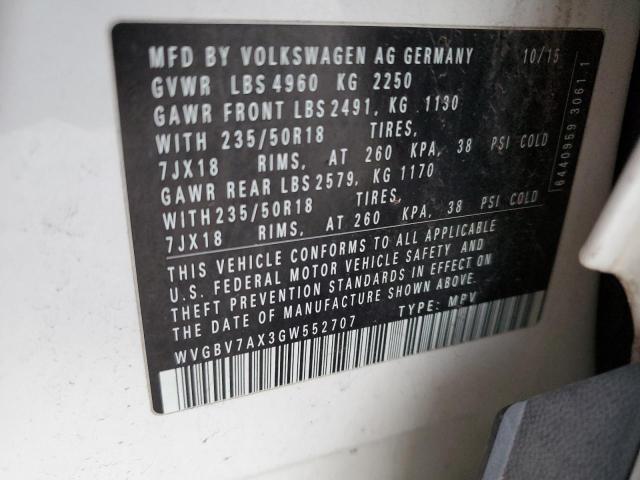 MFD BY VOLKSWAGEN AG GERMANY 10/15
GVWR LBS 4960 KG 2250
GAWR FRONT LBS 2491, KG 1130
WITH 235/50R18 TIRES,
7JX18 RIMS, AT 260 KPA, 38 PSI COLD
GAWR REAR LBS 2579, KG 1170
WITH 235/50R18 TIRES,
7JX18 RIMS, AT 260 KPA, 38 PSI COLD
THIS VEHICLE CONFORMS TO ALL APPLICABLE
U.S. FEDERAL MOTOR VEHICLE SAFETY AND
THEFT PREVENTION STANDARDS IN EFFECT ON
THE DATE OF MANUFACTURE SHOWN ABOVE.
WVGBV7AX3GW552707 TYPE: MPV
6440959 3061 1